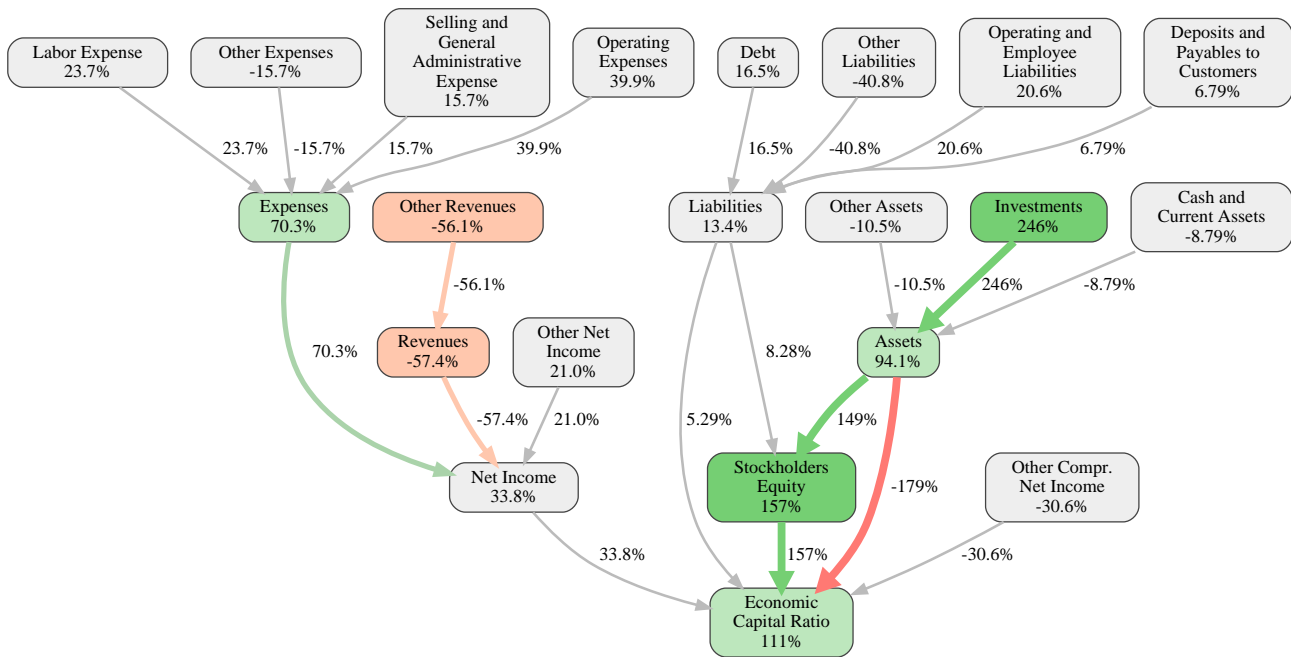 Labor Expense
23.7%
Other Expenses
-15.7%
Selling and
General
Administrative
Expense
15.7%
Operating
Expenses
39.9%
Debt
16.5%
Other
Liabilities
-40.8%
Operating and
Employee
Liabilities
20.6%
Deposits and
Payables to
Customers
6.79%
23.7%
-15.7%
15.7%
39.9%
16.5%
-40.8%
20.6%
6.79%
Expenses
70.3%
Other Revenues
-56.1%
Liabilities
13.4%
Other Assets
-10.5%
Investments
246%
Cash and
Current Assets
-8.79%
-56.1%
-10.5%
246%
-8.79%
70.3%
Revenues
-57.4%
Other Net
Income
21.0%
8.28%
Assets
94.1%
-57.4%
21.0%
5.29%
149%
-179%
Net Income
33.8%
Stockholders
Equity
157%
Other Compr.
Net Income
-30.6%
33.8%
157%
-30.6%
Economic
Capital Ratio
111%